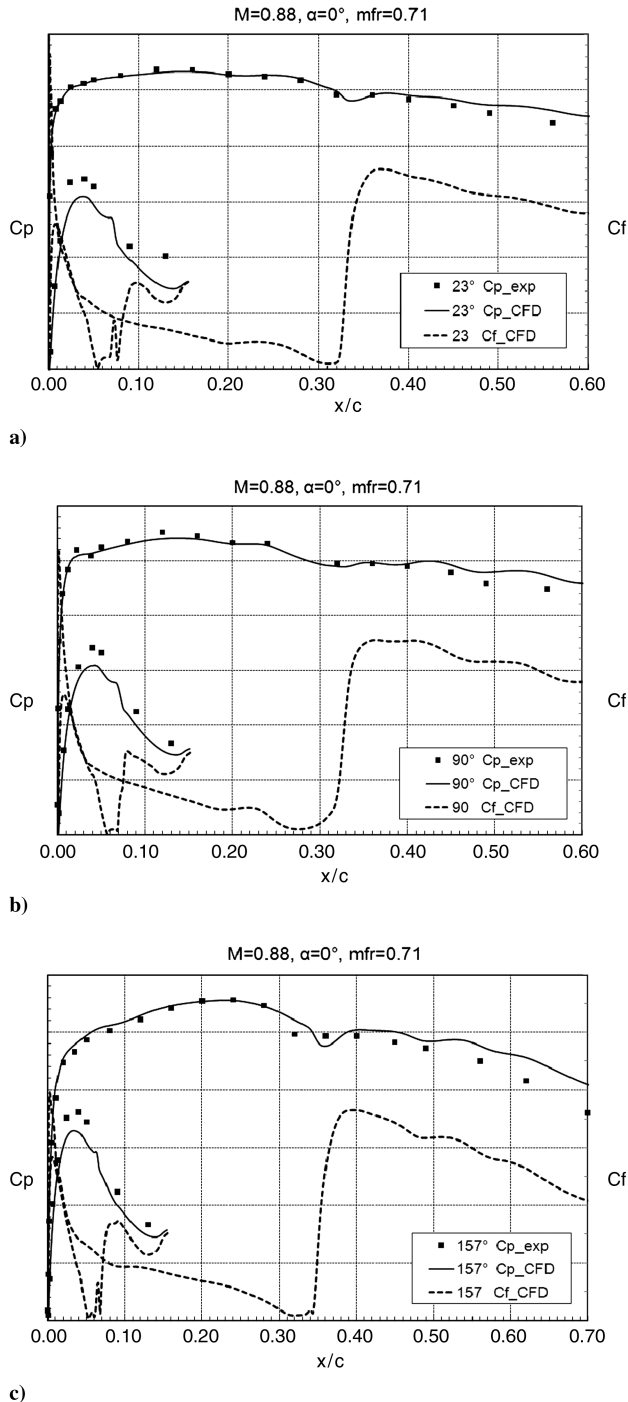 M=0.88, α=0°, mfr=0.71
Cp
Cf
23° Cp_exp
23° Cp_CFD
23 Cf_CFD
0.00 0.10 0.20 0.30 0.40 0.50 0.60
x/c
a)
M=0.88, α=0°, mfr=0.71
Cp
Cf
90° Cp_exp
90° Cp_CFD
90 Cf_CFD
0.00 0.10 0.20 0.30 0.40 0.50 0.60
x/c
b)
M=0.88, α=0°, mfr=0.71
Cp
Cf
157° Cp_exp
157° Cp_CFD
157 Cf_CFD
0.00 0.10 0.20 0.30 0.40 0.50 0.60 0.70
x/c
c)